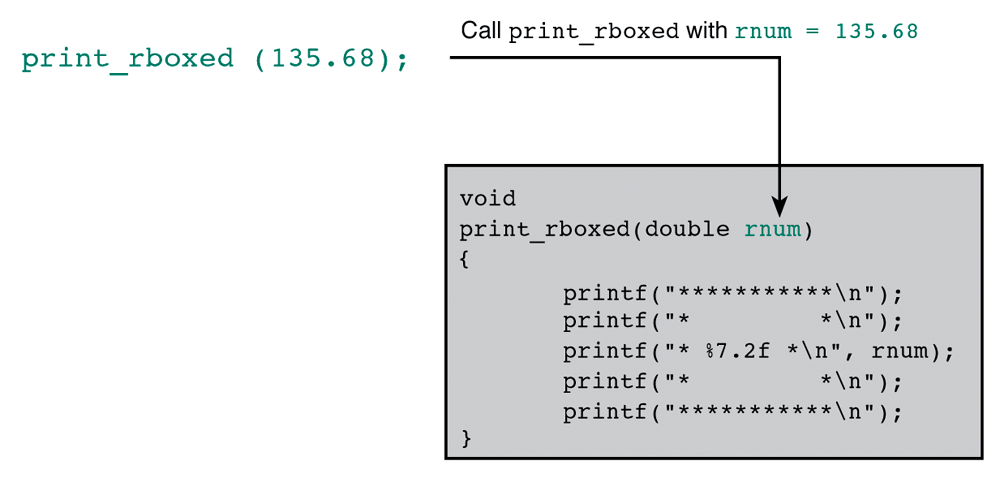 Call print_rboxed with rnum = 135.68
print_rboxed (135.68);
void
print_rboxed(double rnum)
{
printf("***********\n");
printf("*         *\n");
printf("* %7.2f *\n", rnum);
printf("*         *\n");
printf("***********\n");
}